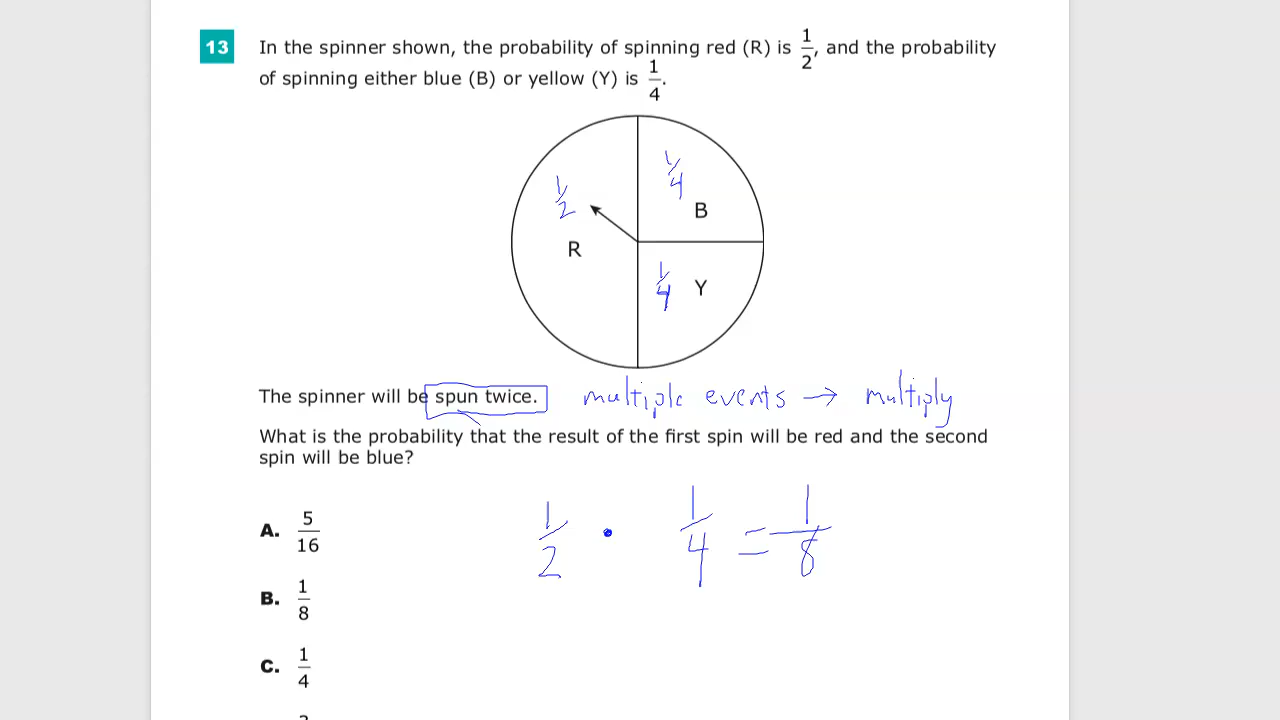 13 In the spinner shown, the probability of spinning red (R) is 1/2, and the probability
of spinning either blue (B) or yellow (Y) is 1/4.
1/4
1/2
B
R
1/4 Y
The spinner will be spun twice. multiple events → multiply
What is the probability that the result of the first spin will be red and the second
spin will be blue?
1/2 · 1/4 = 1/8
A. 5/16
B. 1/8
C. 1/4